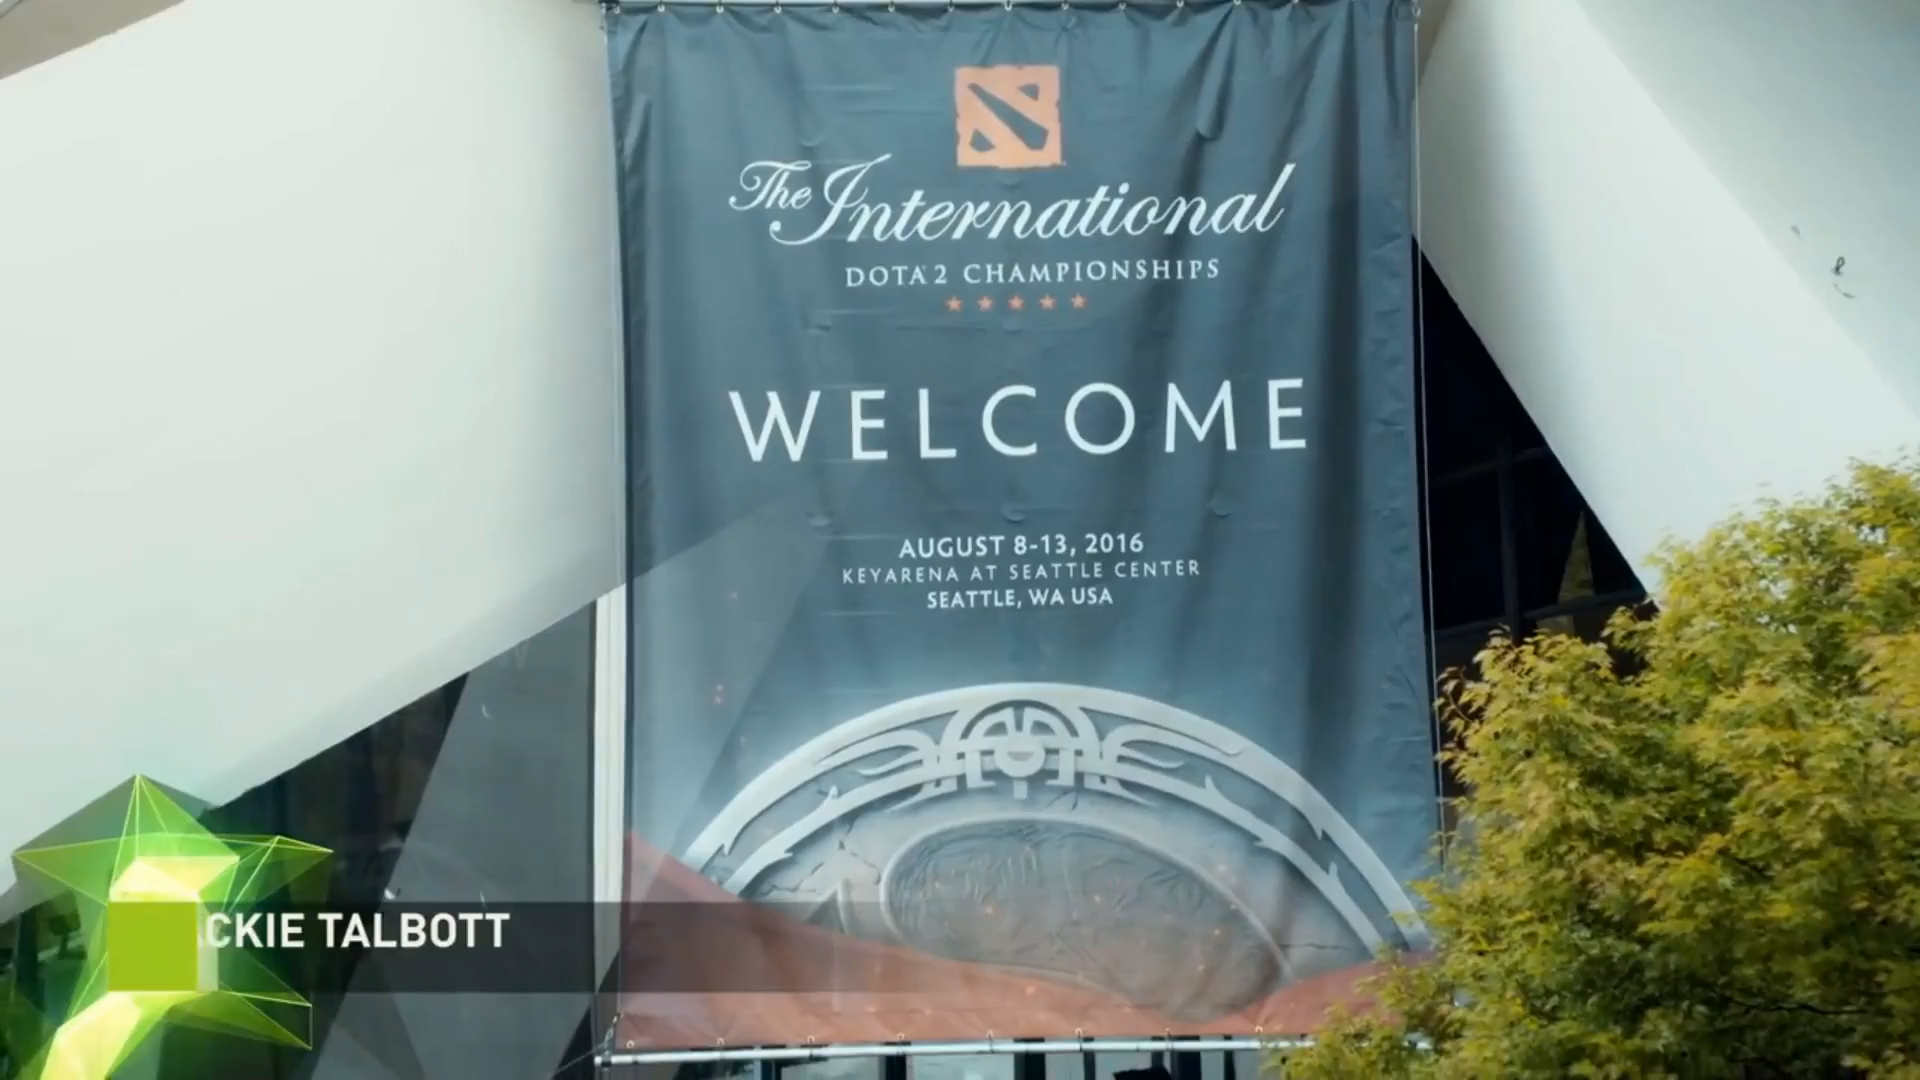 The International
DOTA 2 CHAMPIONSHIPS
WELCOME
AUGUST 8-13, 2016
KEYARENA AT SEATTLE CENTER
SEATTLE, WA USA
CKIE TALBOTT